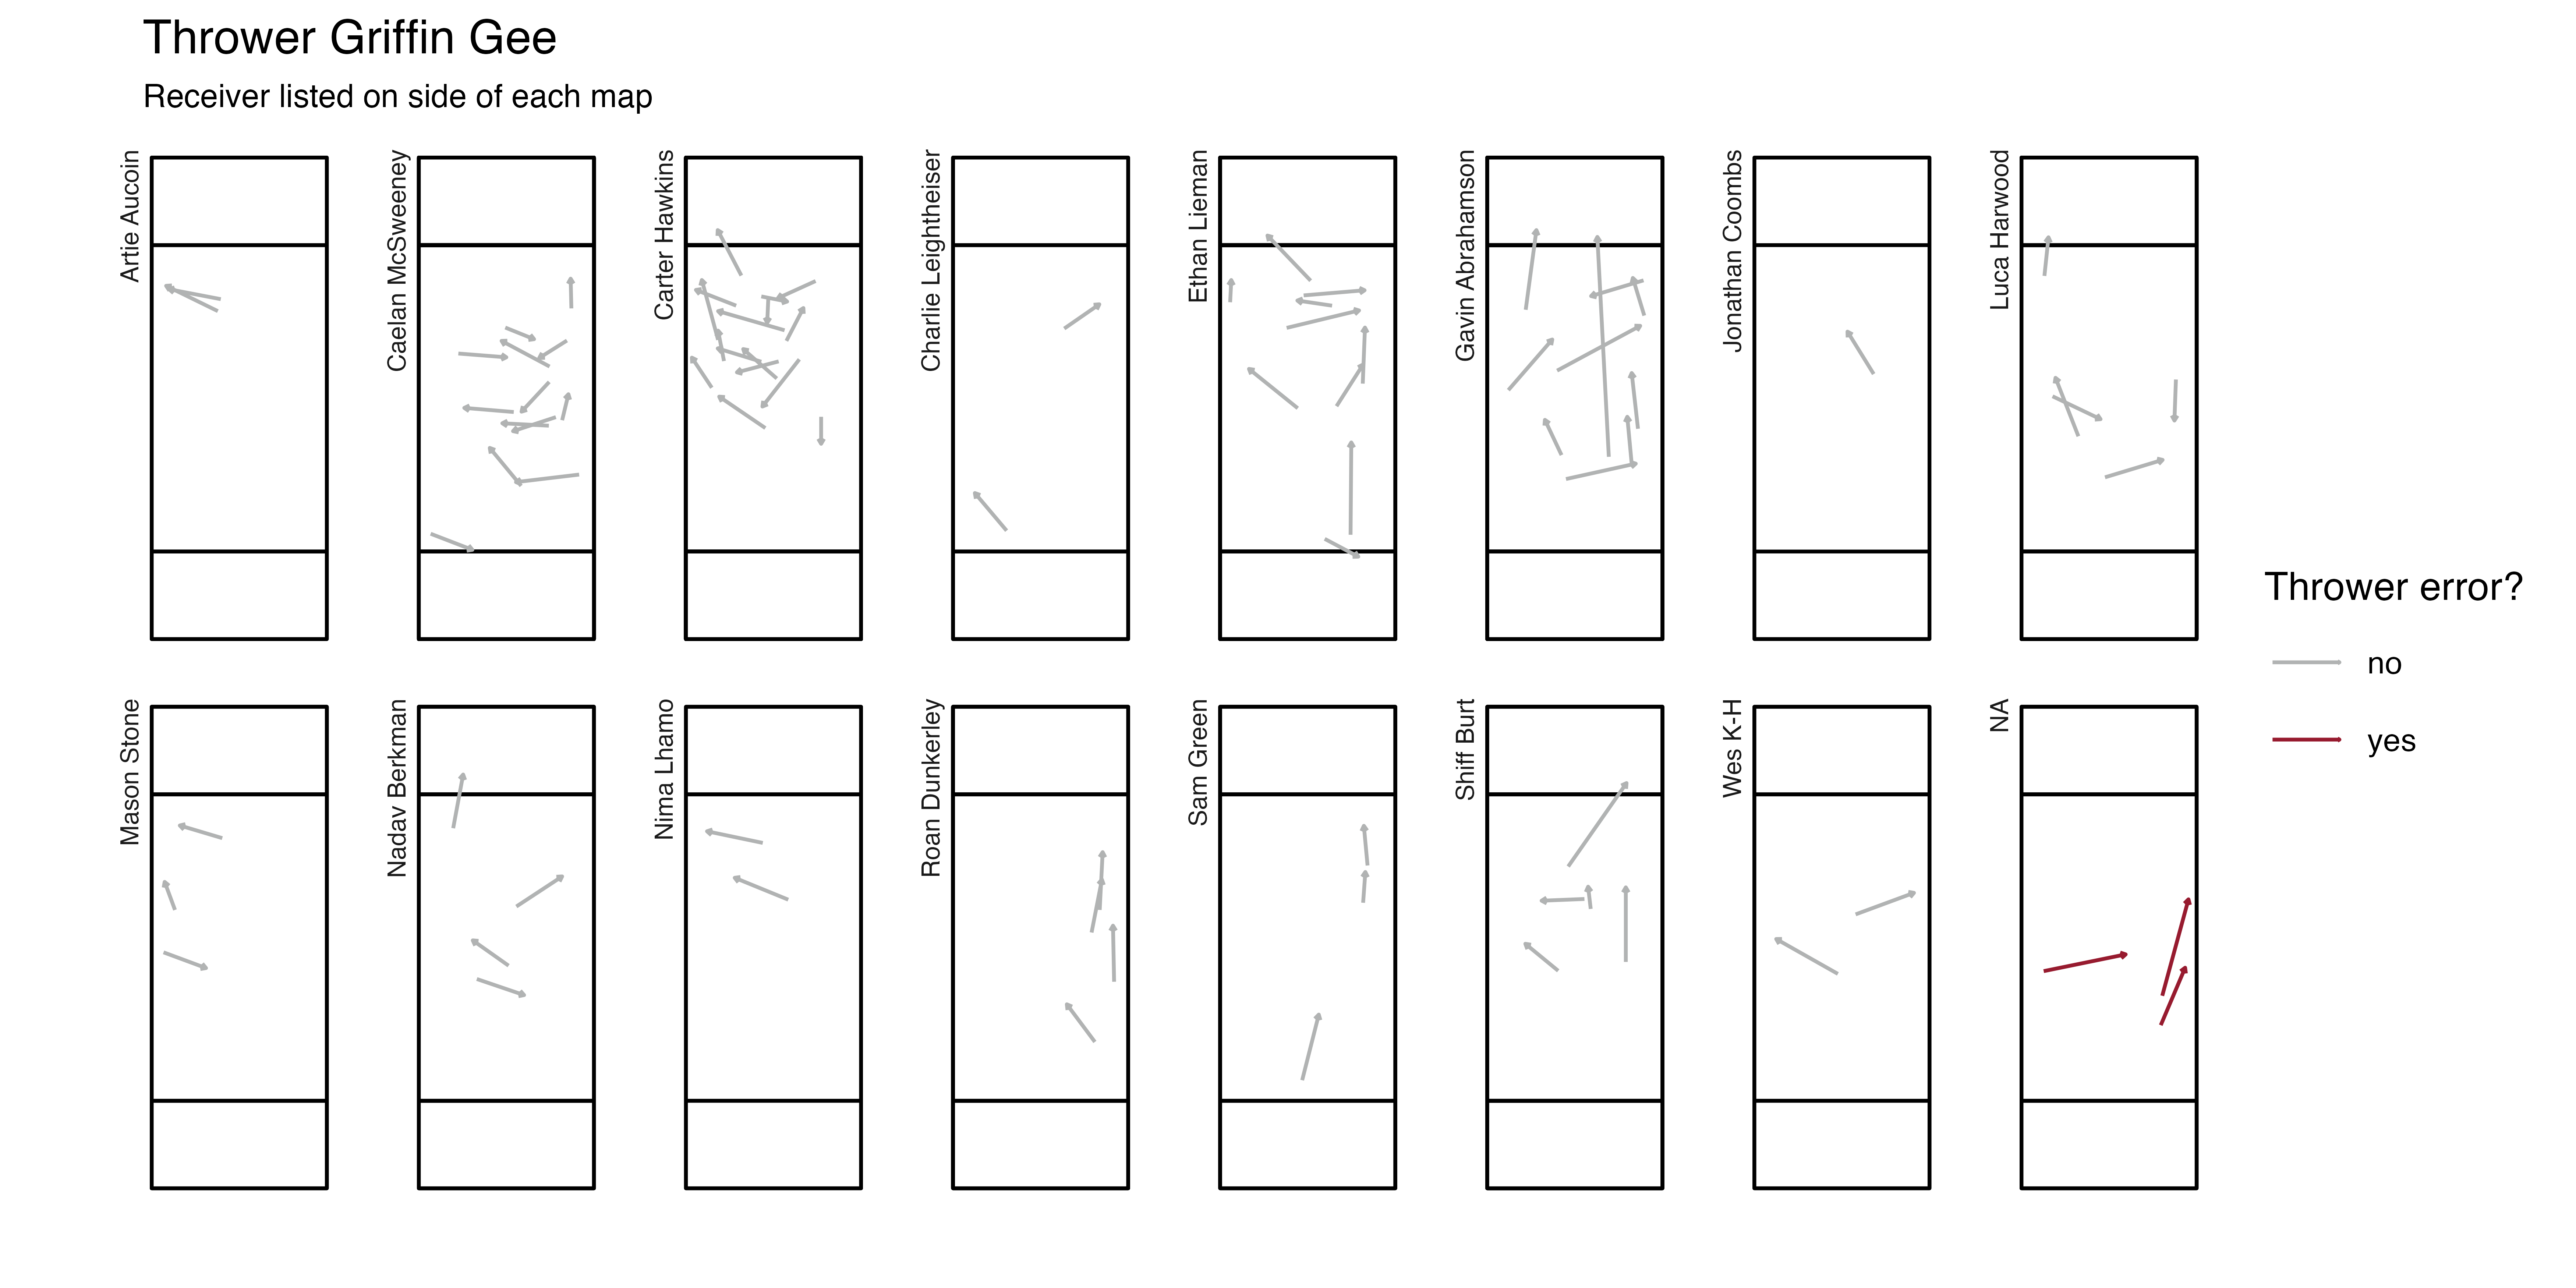 Thrower Griffin Gee
Receiver listed on side of each map
Artie Aucoin
Caelan McSweeney
Carter Hawkins
Charlie Leightheiser
Ethan Lieman
Gavin Abrahamson
Jonathan Coombs
Luca Harwood
Mason Stone
Nadav Berkman
Nima Lhamo
Roan Dunkerley
Sam Green
Shiff Burt
Wes K-H
NA
Thrower error?
no
yes